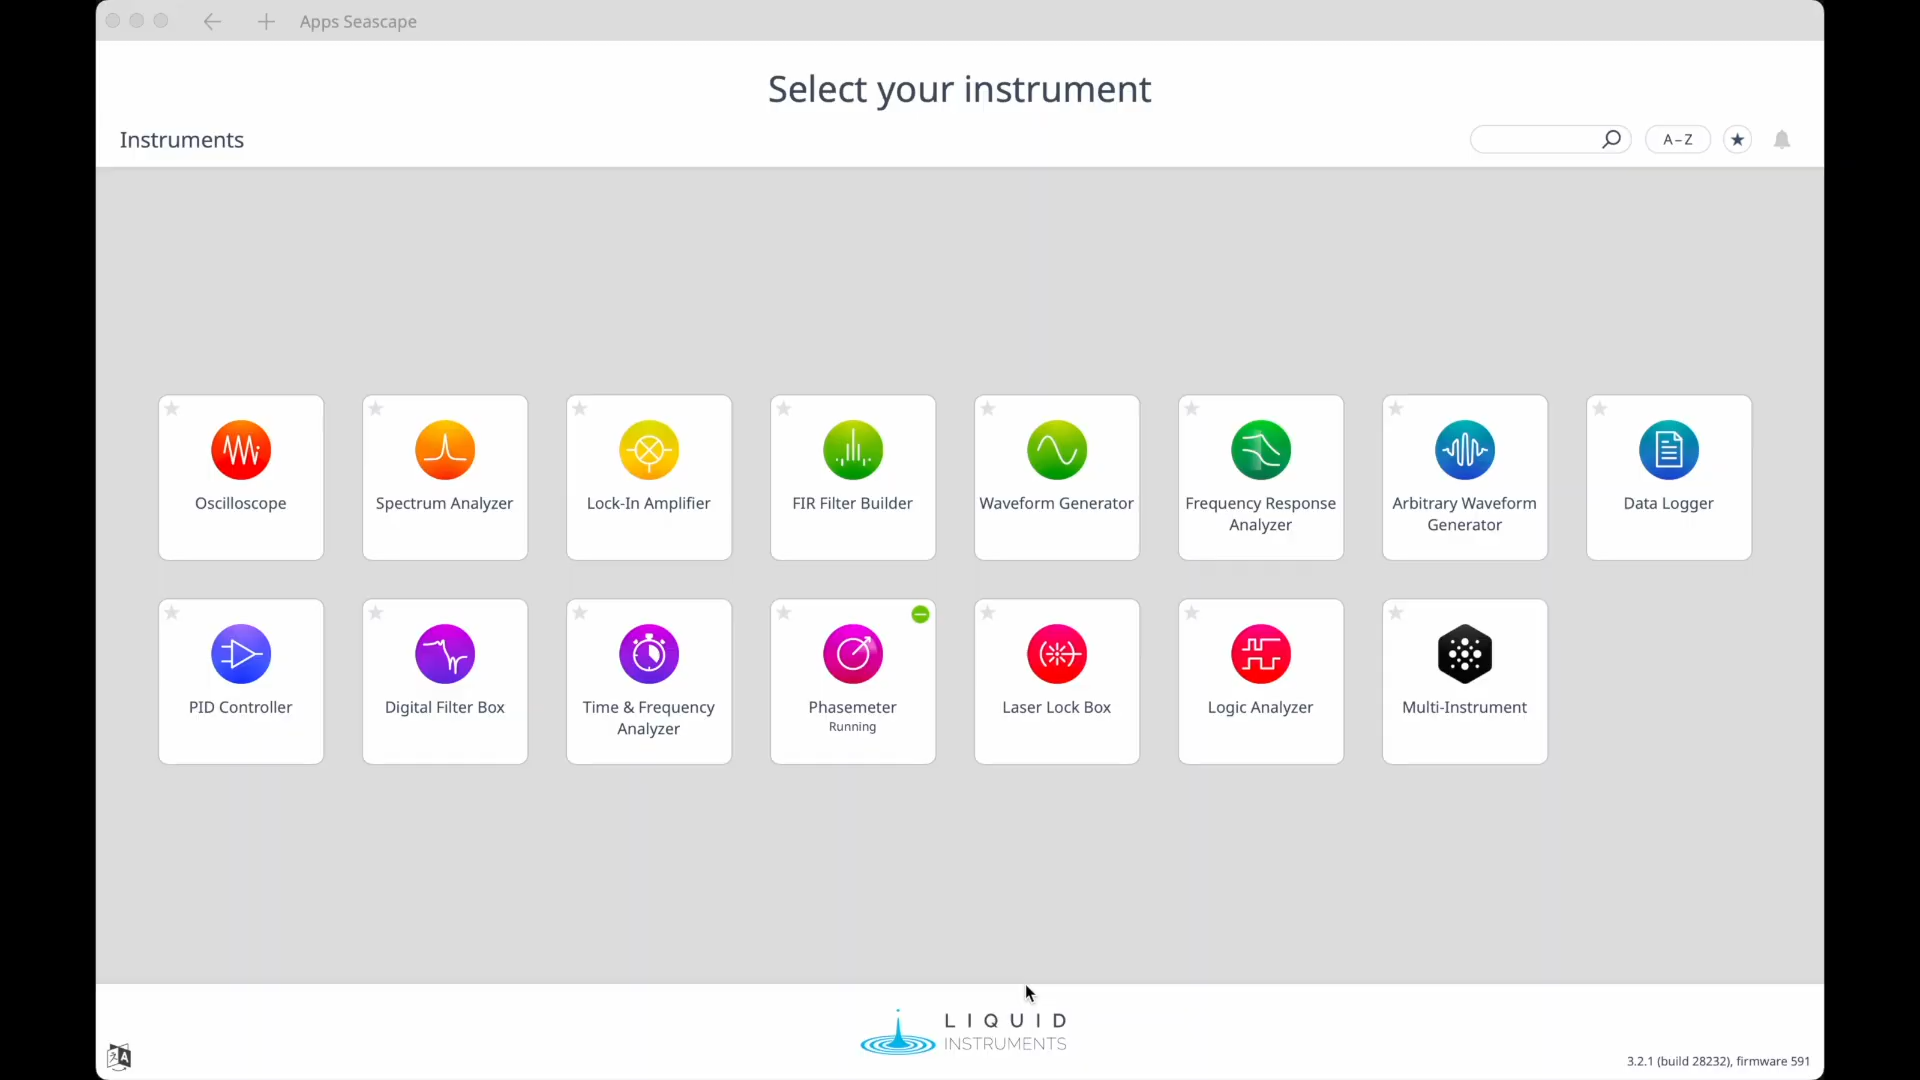 Apps Seascape
Select your instrument
Instruments
A–Z
Oscilloscope
Spectrum Analyzer
Lock-In Amplifier
FIR Filter Builder
Waveform Generator
Frequency Response
Analyzer
Arbitrary Waveform
Generator
Data Logger
PID Controller
Digital Filter Box
Time & Frequency
Analyzer
Phasemeter
Running
Laser Lock Box
Logic Analyzer
Multi-Instrument
LIQUID
INSTRUMENTS
3.2.1 (build 28232), firmware 591